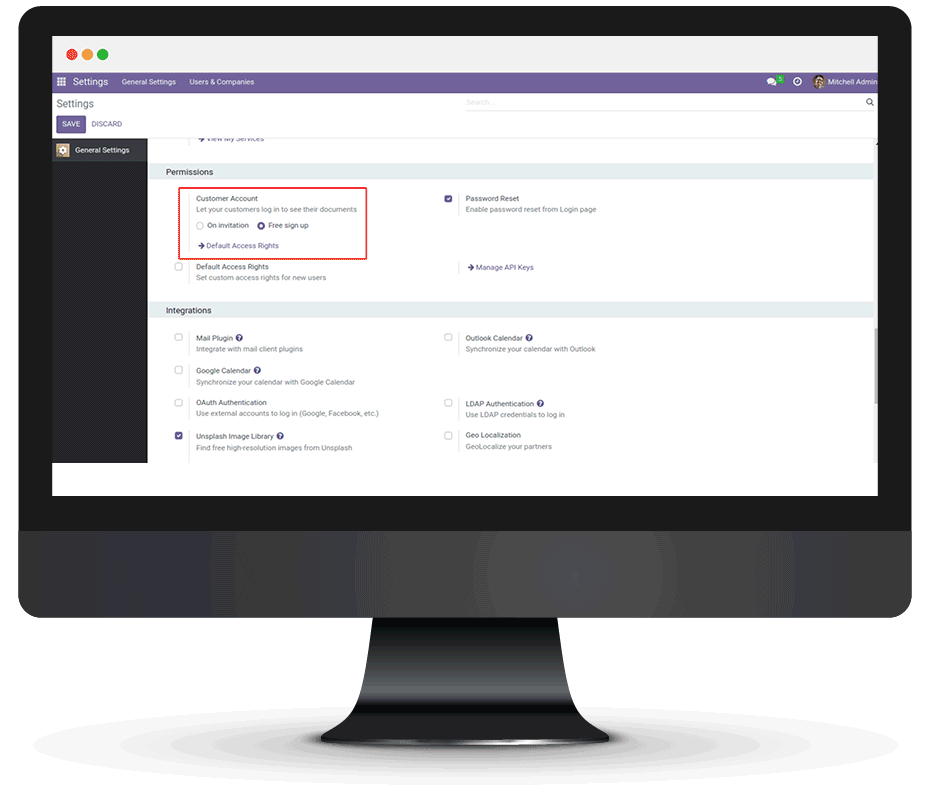 Settings General Settings Users & Companies 5 Mitchell Admin
Settings Search...
SAVE DISCARD
View My Services
General Settings
Permissions
Customer Account
Let your customers log in to see their documents
On invitation Free sign up
Default Access Rights
Password Reset
Enable password reset from Login page
Default Access Rights
Set custom access rights for new users
Manage API Keys
Integrations
Mail Plugin ?
Integrate with mail client plugins
Outlook Calendar ?
Synchronize your calendar with Outlook
Google Calendar ?
Synchronize your calendar with Google Calendar
OAuth Authentication
Use external accounts to log in (Google, Facebook, etc.)
LDAP Authentication ?
Use LDAP credentials to log in
Unsplash Image Library ?
Find free high-resolution images from Unsplash
Geo Localization
GeoLocalize your partners